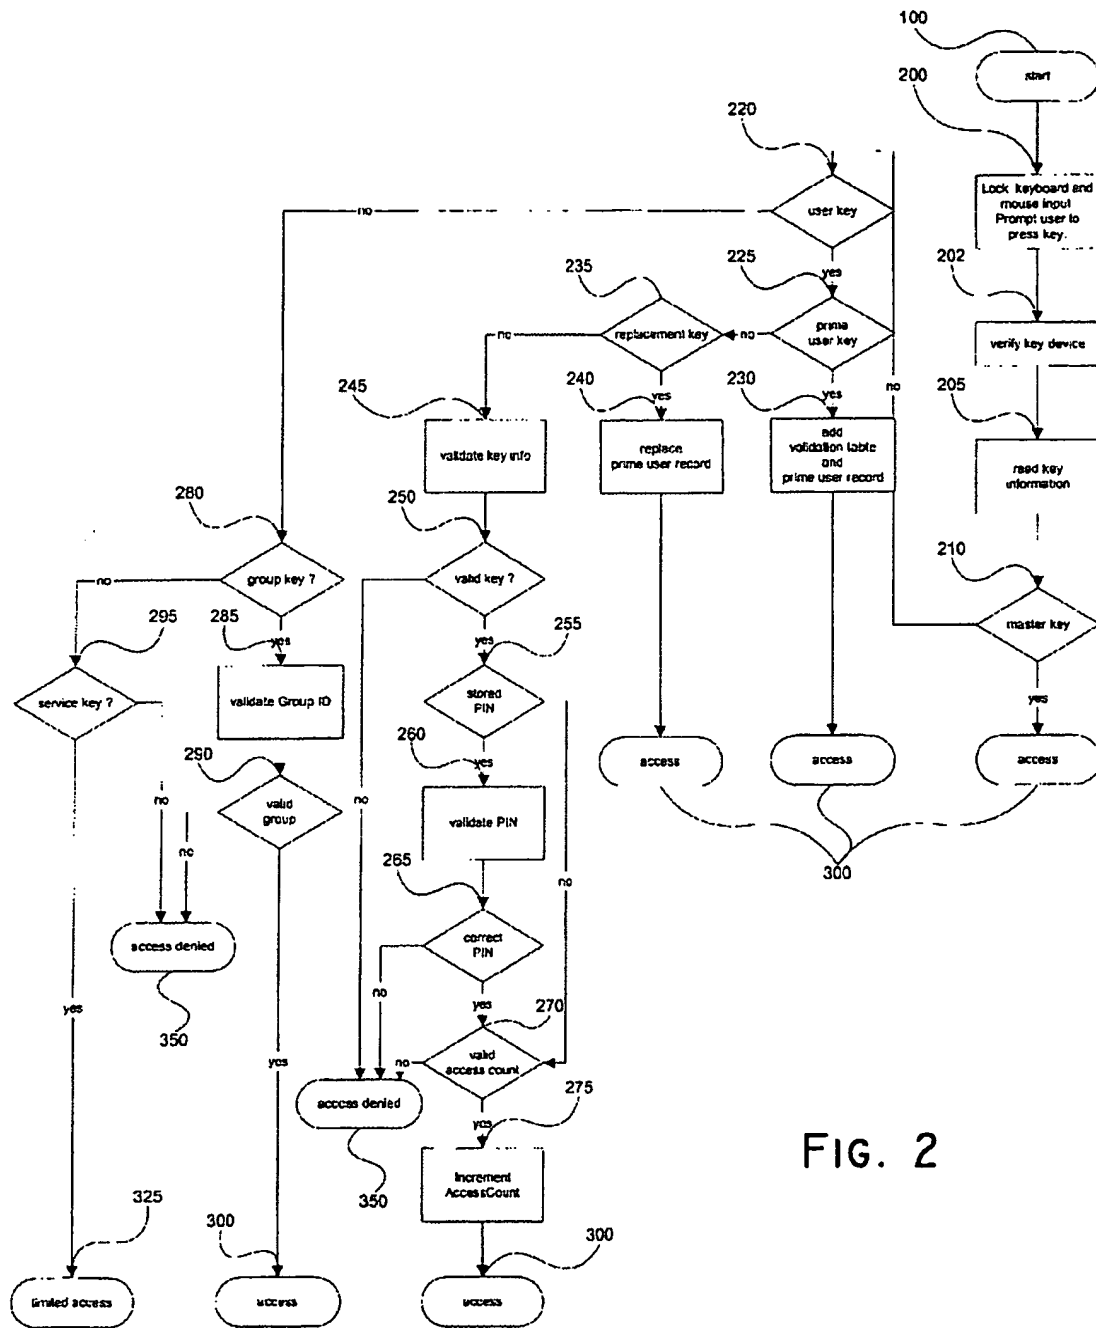 100
start
200
220
Lock keyboard and
mouse input
Prompt user to
press key.
user key
no
202
235
225
yes
replacement key
no
prime
user key
no
verify key device
no
245
240
yes
230
yes
205
validate key info
replace
prime user record
add
validation table
and
prime user record
read key
information
280
250
210
group key ?
no
valid key ?
master key
295
285
yes
yes
255
service key ?
validate Group ID
stored
PIN
yes
290
260
yes
access
access
access
no
valid
group
no
validate PIN
no
265
300
no
access denied
correct
PIN
350
yes
no
yes
270
yes
no
valid
access count
access denied
275
yes
350
Increment
AccessCount
FIG. 2
325
300
300
limited access
access
access